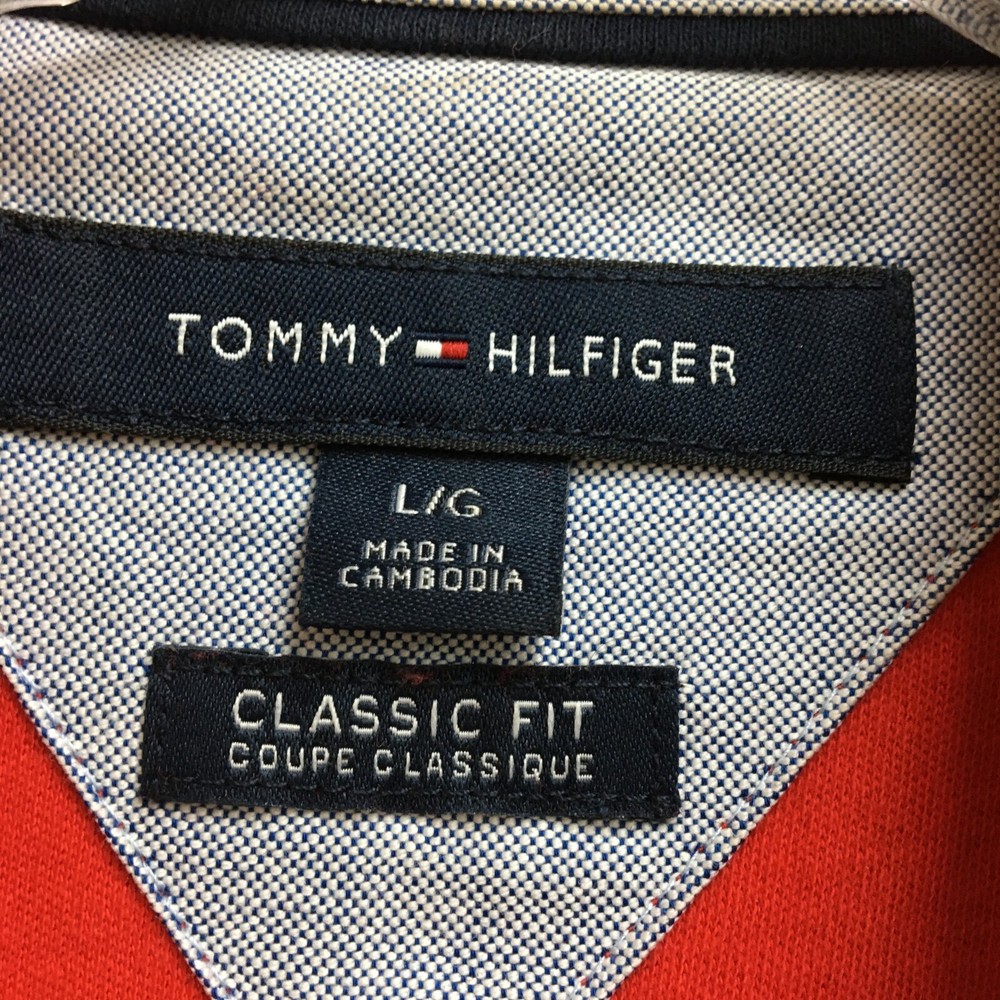 TOMMY HILFIGER
L/G
MADE IN
CAMBODIA
CLASSIC FIT
COUPE CLASSIQUE